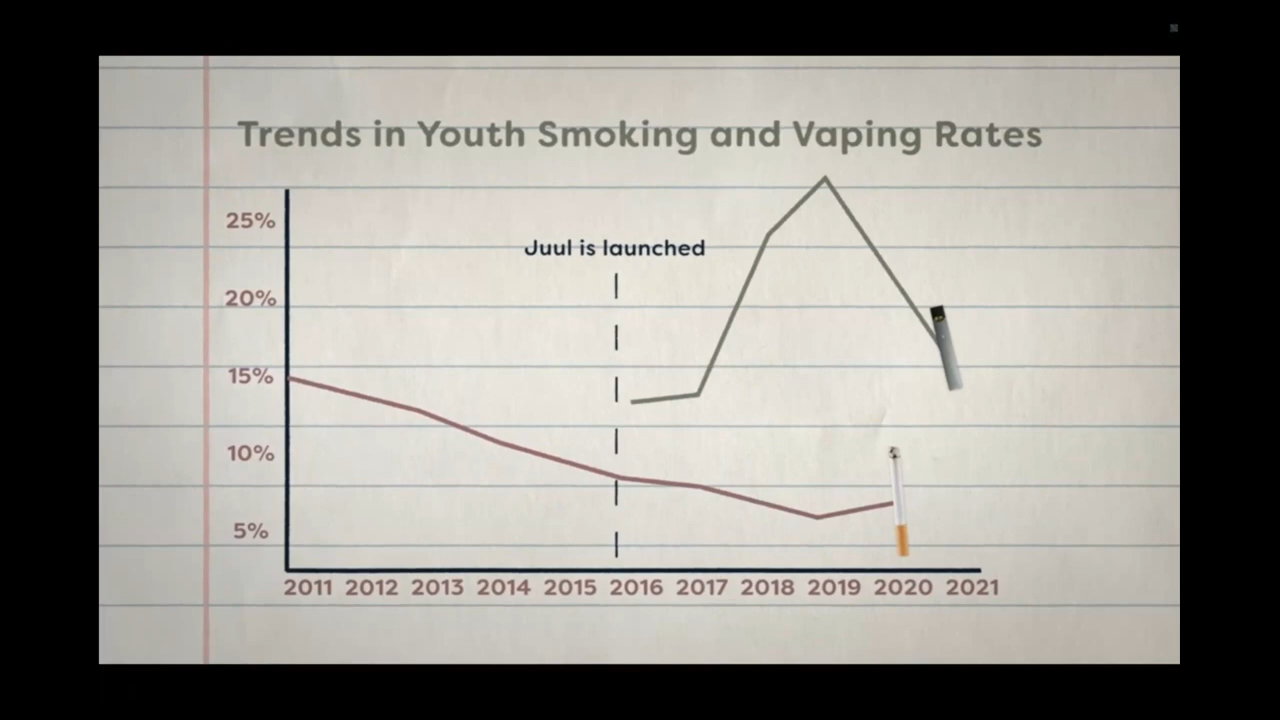 Trends in Youth Smoking and Vaping Rates
25%
Juul is launched
20%
15%
10%
5%
2011 2012 2013 2014 2015 2016 2017 2018 2019 2020 2021